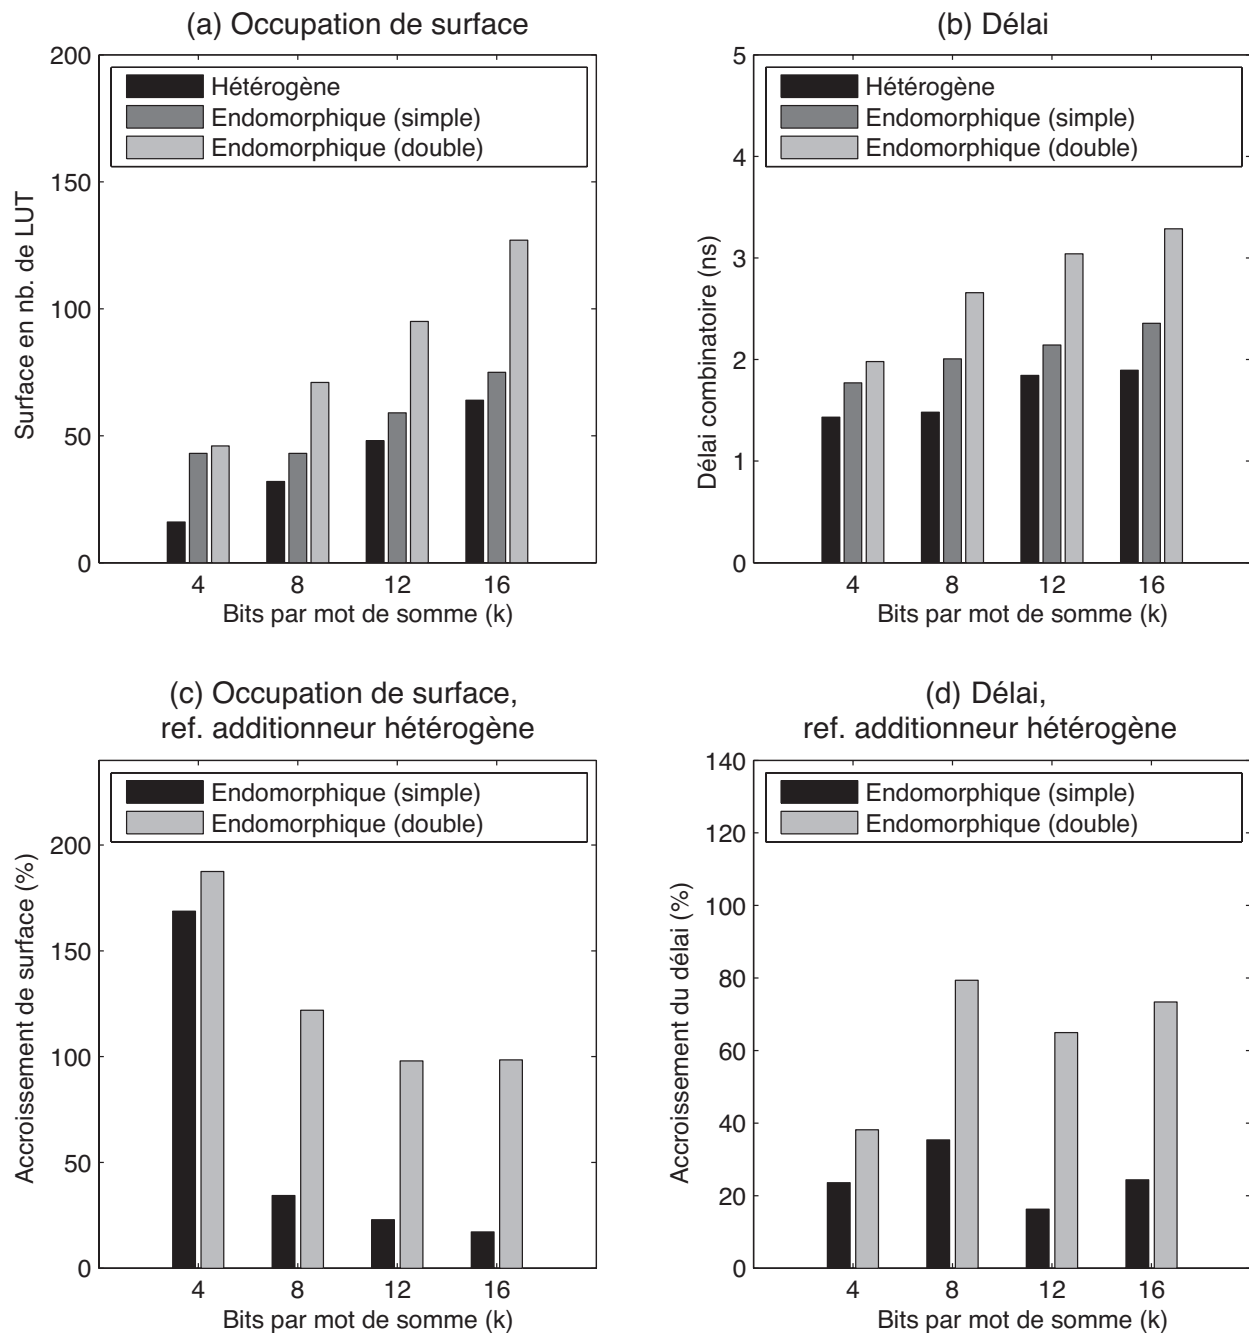 (a) Occupation de surface
200
150
100
50
0
Surface en nb. de LUT
Hétérogène
Endomorphique (simple)
Endomorphique (double)
4 8 12 16
Bits par mot de somme (k)
(b) Délai
5
4
3
2
1
0
Délai combinatoire (ns)
Hétérogène
Endomorphique (simple)
Endomorphique (double)
4 8 12 16
Bits par mot de somme (k)
(c) Occupation de surface,
ref. additionneur hétérogène
200
150
100
50
0
Accroissement de surface (%)
Endomorphique (simple)
Endomorphique (double)
4 8 12 16
Bits par mot de somme (k)
(d) Délai,
ref. additionneur hétérogène
140
120
100
80
60
40
20
0
Accroissement du délai (%)
Endomorphique (simple)
Endomorphique (double)
4 8 12 16
Bits par mot de somme (k)